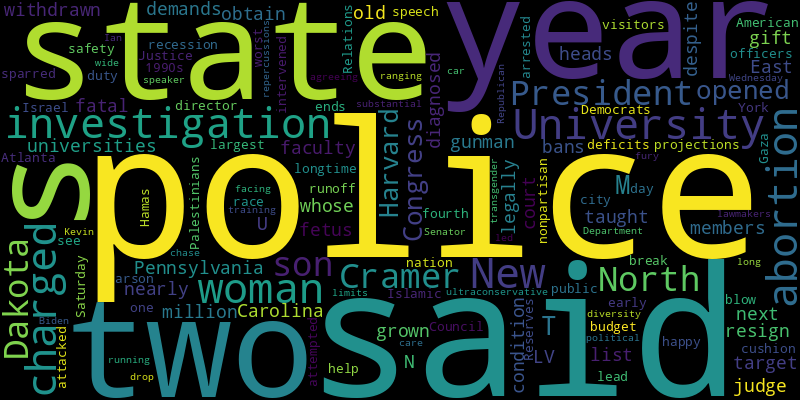 withdrawn
demands
obtain
old
speech
state
year
visitors
American
gift
Ian
safety
wide
recession
Justice
1990s
worst
repercussions
intervened
Relations
despite
officers
Wednesday
sparred
duty
speaker
agreeing
ranging
arrested
Republican
car
heads
East
Israel
fatal
director
ends
substantial
diagnosed
President
opened
investigation
Harvard
gunman
Democrats
York
University
Atlanta
universities
largest
faculty
Congress
bans
deficits
projections
Gaza
s
police
Palestinians
longtime
facing
race
runoff
whose
legally
transgender
court
nonpartisan
fury
M
day
city
abortion
Hamas
training
U
fetus
fourth
Senator
led
taught
Department
members
lawmakers
Dakota
charged
Kevin
see
Saturday
chase
Pennsylvania
son
nation
New
North
break
long
arson
nearly
woman
Cramer
limits
Islamic
ultraconservative
public
early
blow
next
one
million
Carolina
attempted
grown
Council
condition
Reserves
T
diversity
budget
political
resign
Biden
attacked
two
said
care
N
LV
happy
cushion
list
target
running
drop
help
lead
judge